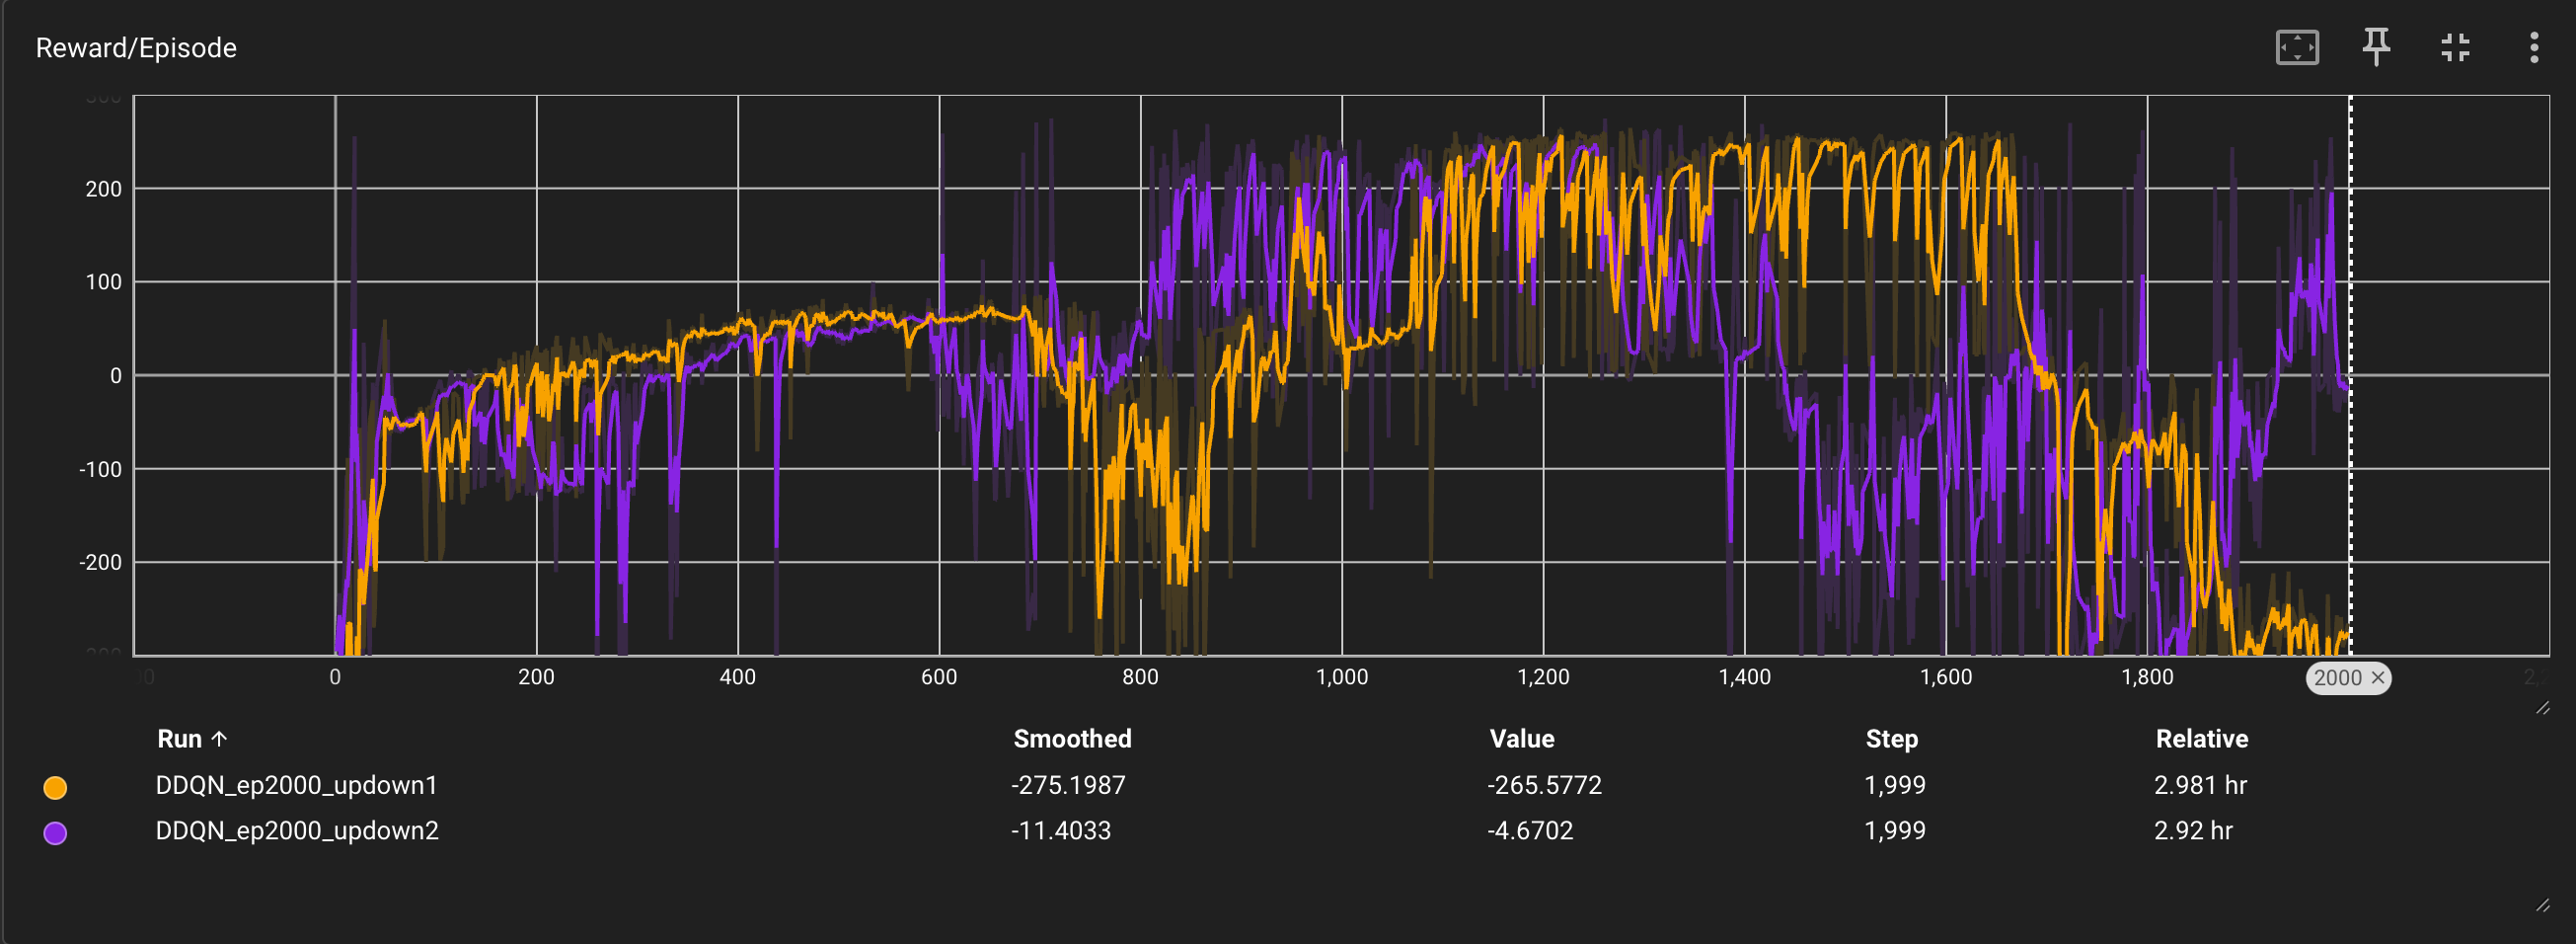 Reward/Episode
200
100
0
-100
-200
0 200 400 600 800 1,000 1,200 1,400 1,600 1,800 2000 ×
Run ↑ Smoothed Value Step Relative
DDQN_ep2000_updown1 -275.1987 -265.5772 1,999 2.981 hr
DDQN_ep2000_updown2 -11.4033 -4.6702 1,999 2.92 hr